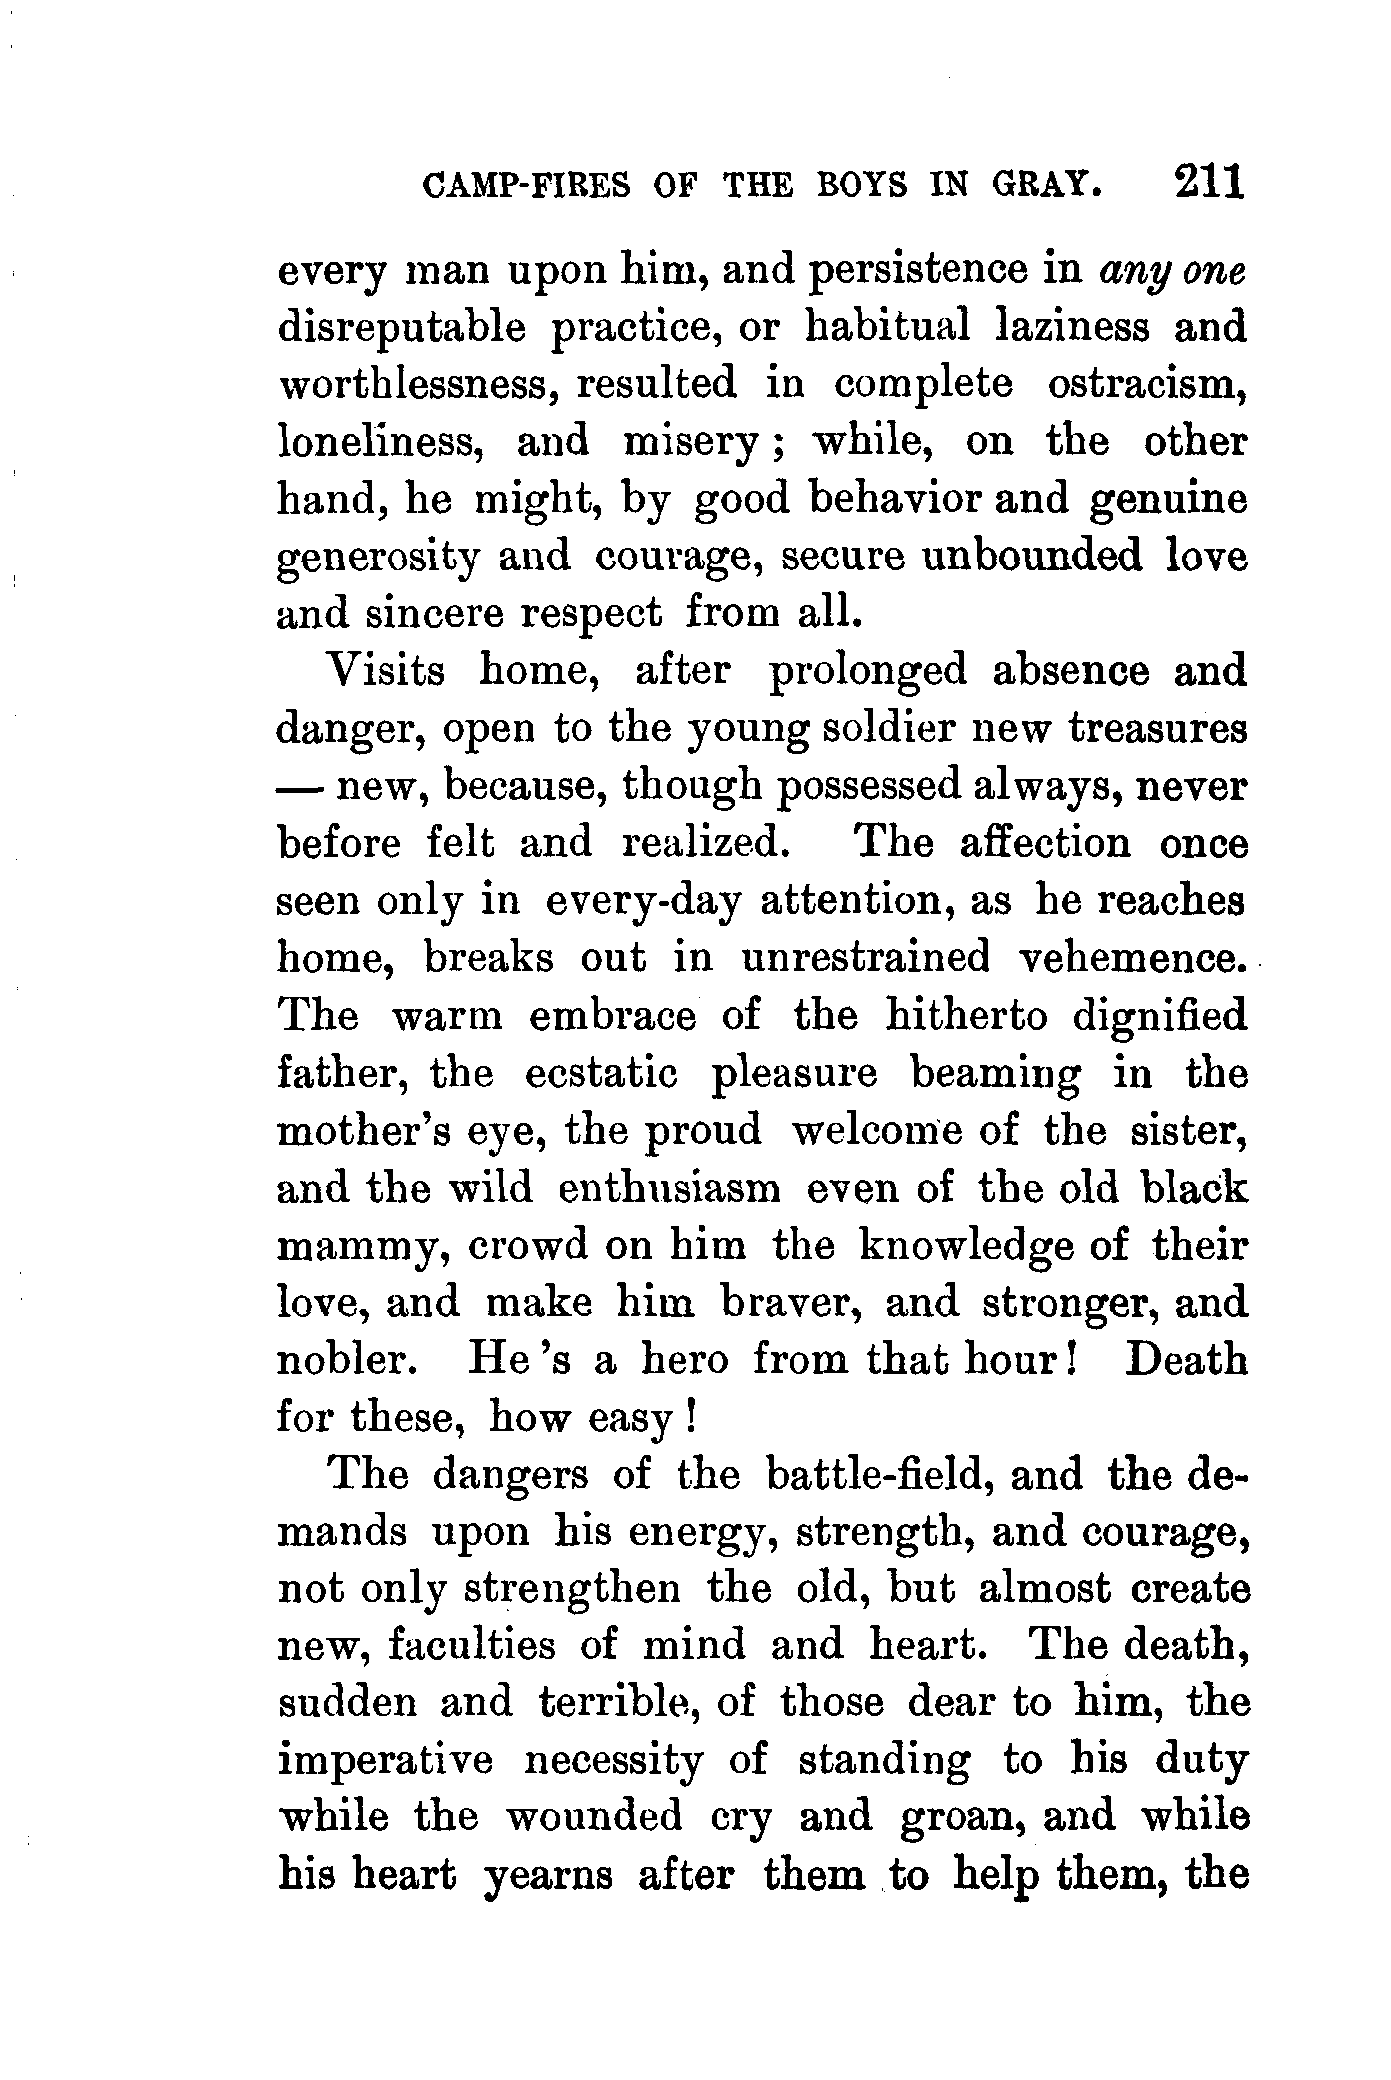 CAMP-FIRES OF THE BOYS IN GRAY. 211
every man upon him, and persistence in any one
disreputable practice, or habitual laziness and
worthlessness, resulted in complete ostracism,
loneliness, and misery ; while, on the other
hand, he might, by good behavior and genuine
generosity and courage, secure unbounded love
and sincere respect from all.
Visits home, after prolonged absence and
danger, open to the young soldier new treasures
— new, because, though possessed always, never
before felt and realized. The affection once
seen only in every-day attention, as he reaches
home, breaks out in unrestrained vehemence.
The warm embrace of the hitherto dignified
father, the ecstatic pleasure beaming in the
mother's eye, the proud welcome of the sister,
and the wild enthusiasm even of the old black
mammy, crowd on him the knowledge of their
love, and make him braver, and stronger, and
nobler. He 's a hero from that hour ! Death
for these, how easy !
The dangers of the battle-field, and the de-
mands upon his energy, strength, and courage,
not only strengthen the old, but almost create
new, faculties of mind and heart. The death,
sudden and terrible, of those dear to him, the
imperative necessity of standing to his duty
while the wounded cry and groan, and while
his heart yearns after them to help them, the